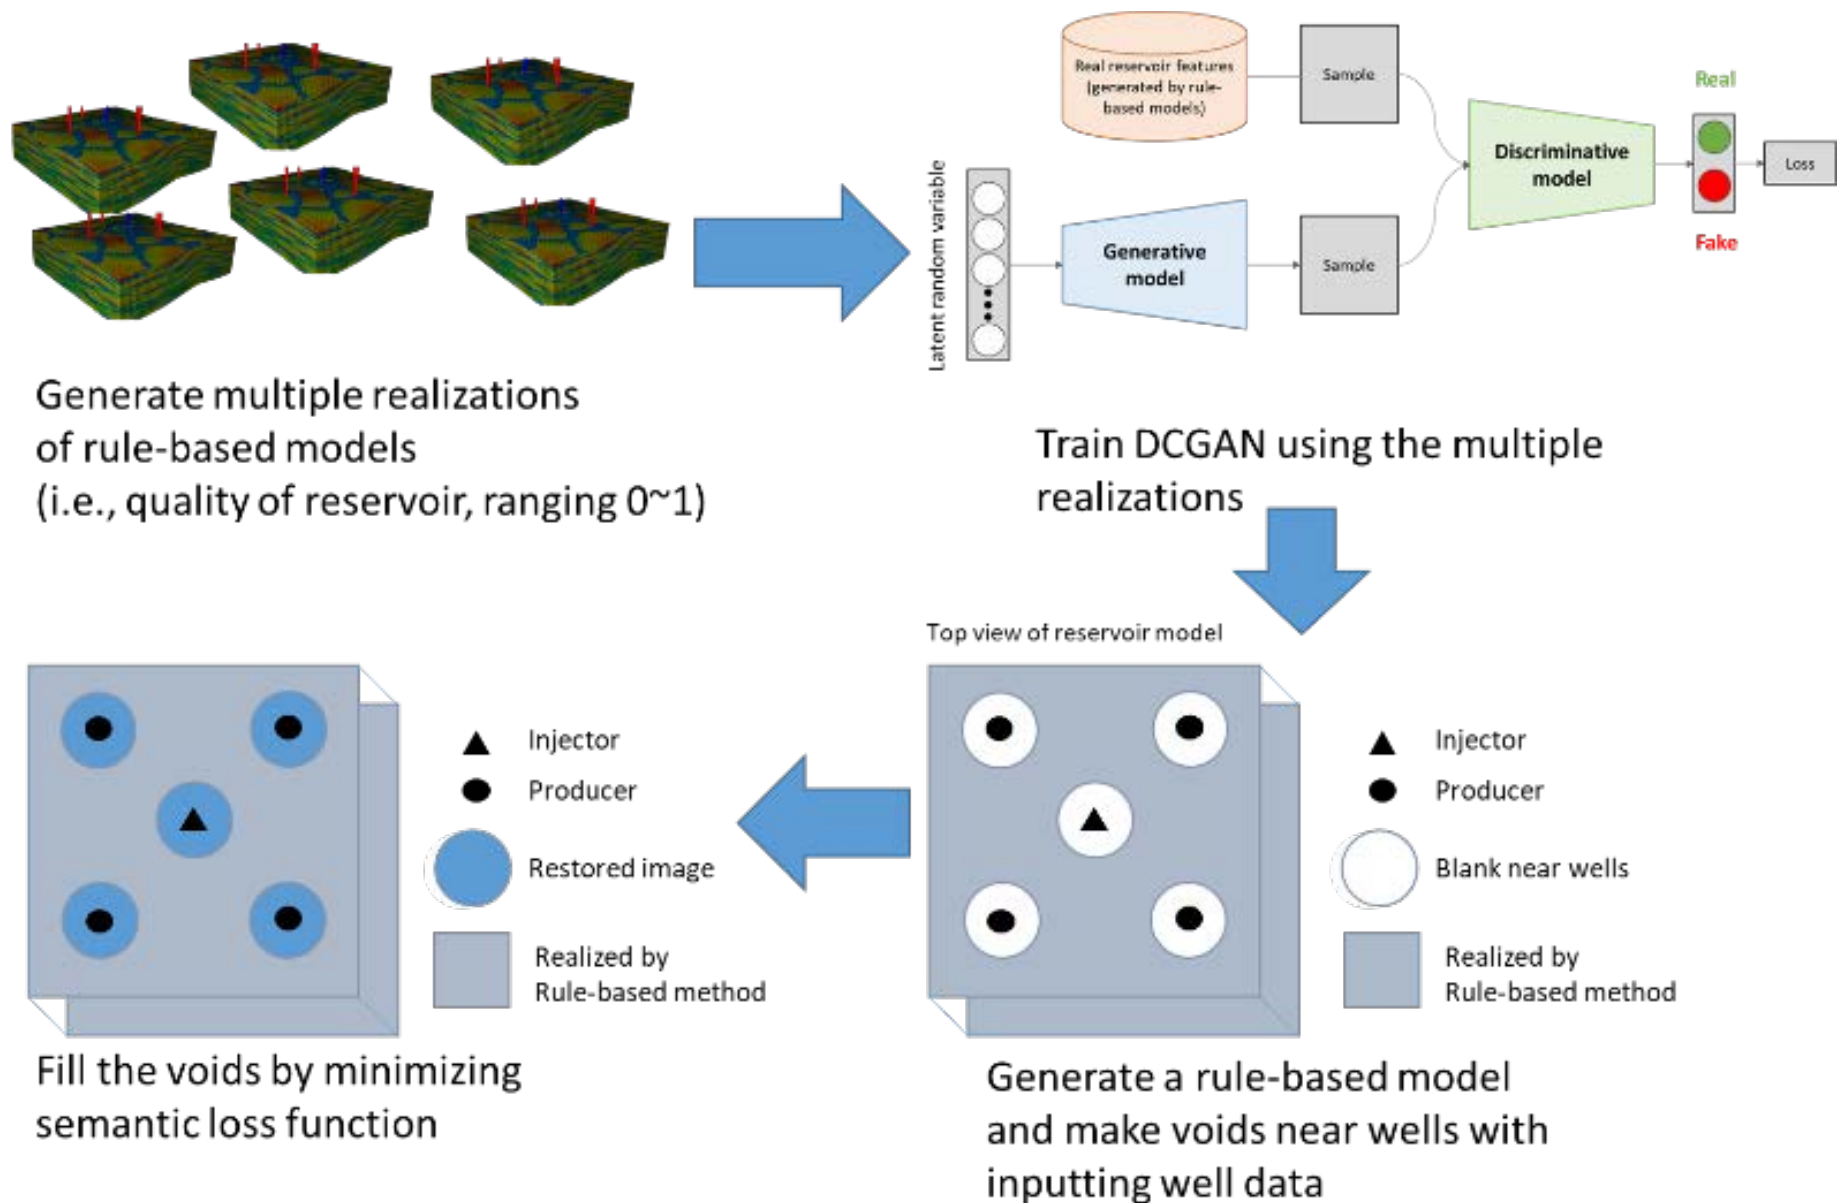 Real reservoir features
(generated by rule-
based models)
Sample
Real
Discriminative
model
Loss
Fake
Latent random variable
Generative
model
Sample
Generate multiple realizations
of rule-based models
(i.e., quality of reservoir, ranging 0~1)
Train DCGAN using the multiple
realizations
Top view of reservoir model
Injector
Producer
Blank near wells
Realized by
Rule-based method
Generate a rule-based model
and make voids near wells with
inputting well data
Injector
Producer
Restored image
Realized by
Rule-based method
Fill the voids by minimizing
semantic loss function